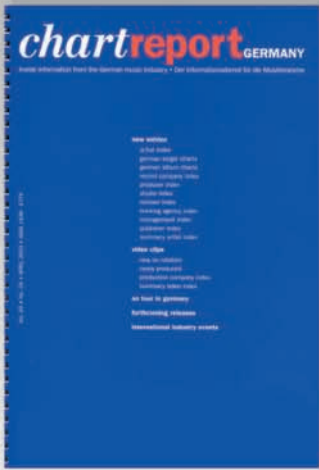 chartreport GERMANY
inside information from the German music industry • Der Informationsdienst für die Musikbranche
new entries
artist index
german single charts
german album charts
record company index
producer index
studio index
remixer index
booking agency index
management index
publisher index
summary artist index
video clips
new on rotation
newly produced
production company index
summary video index
on tour in germany
forthcoming releases
international industry events